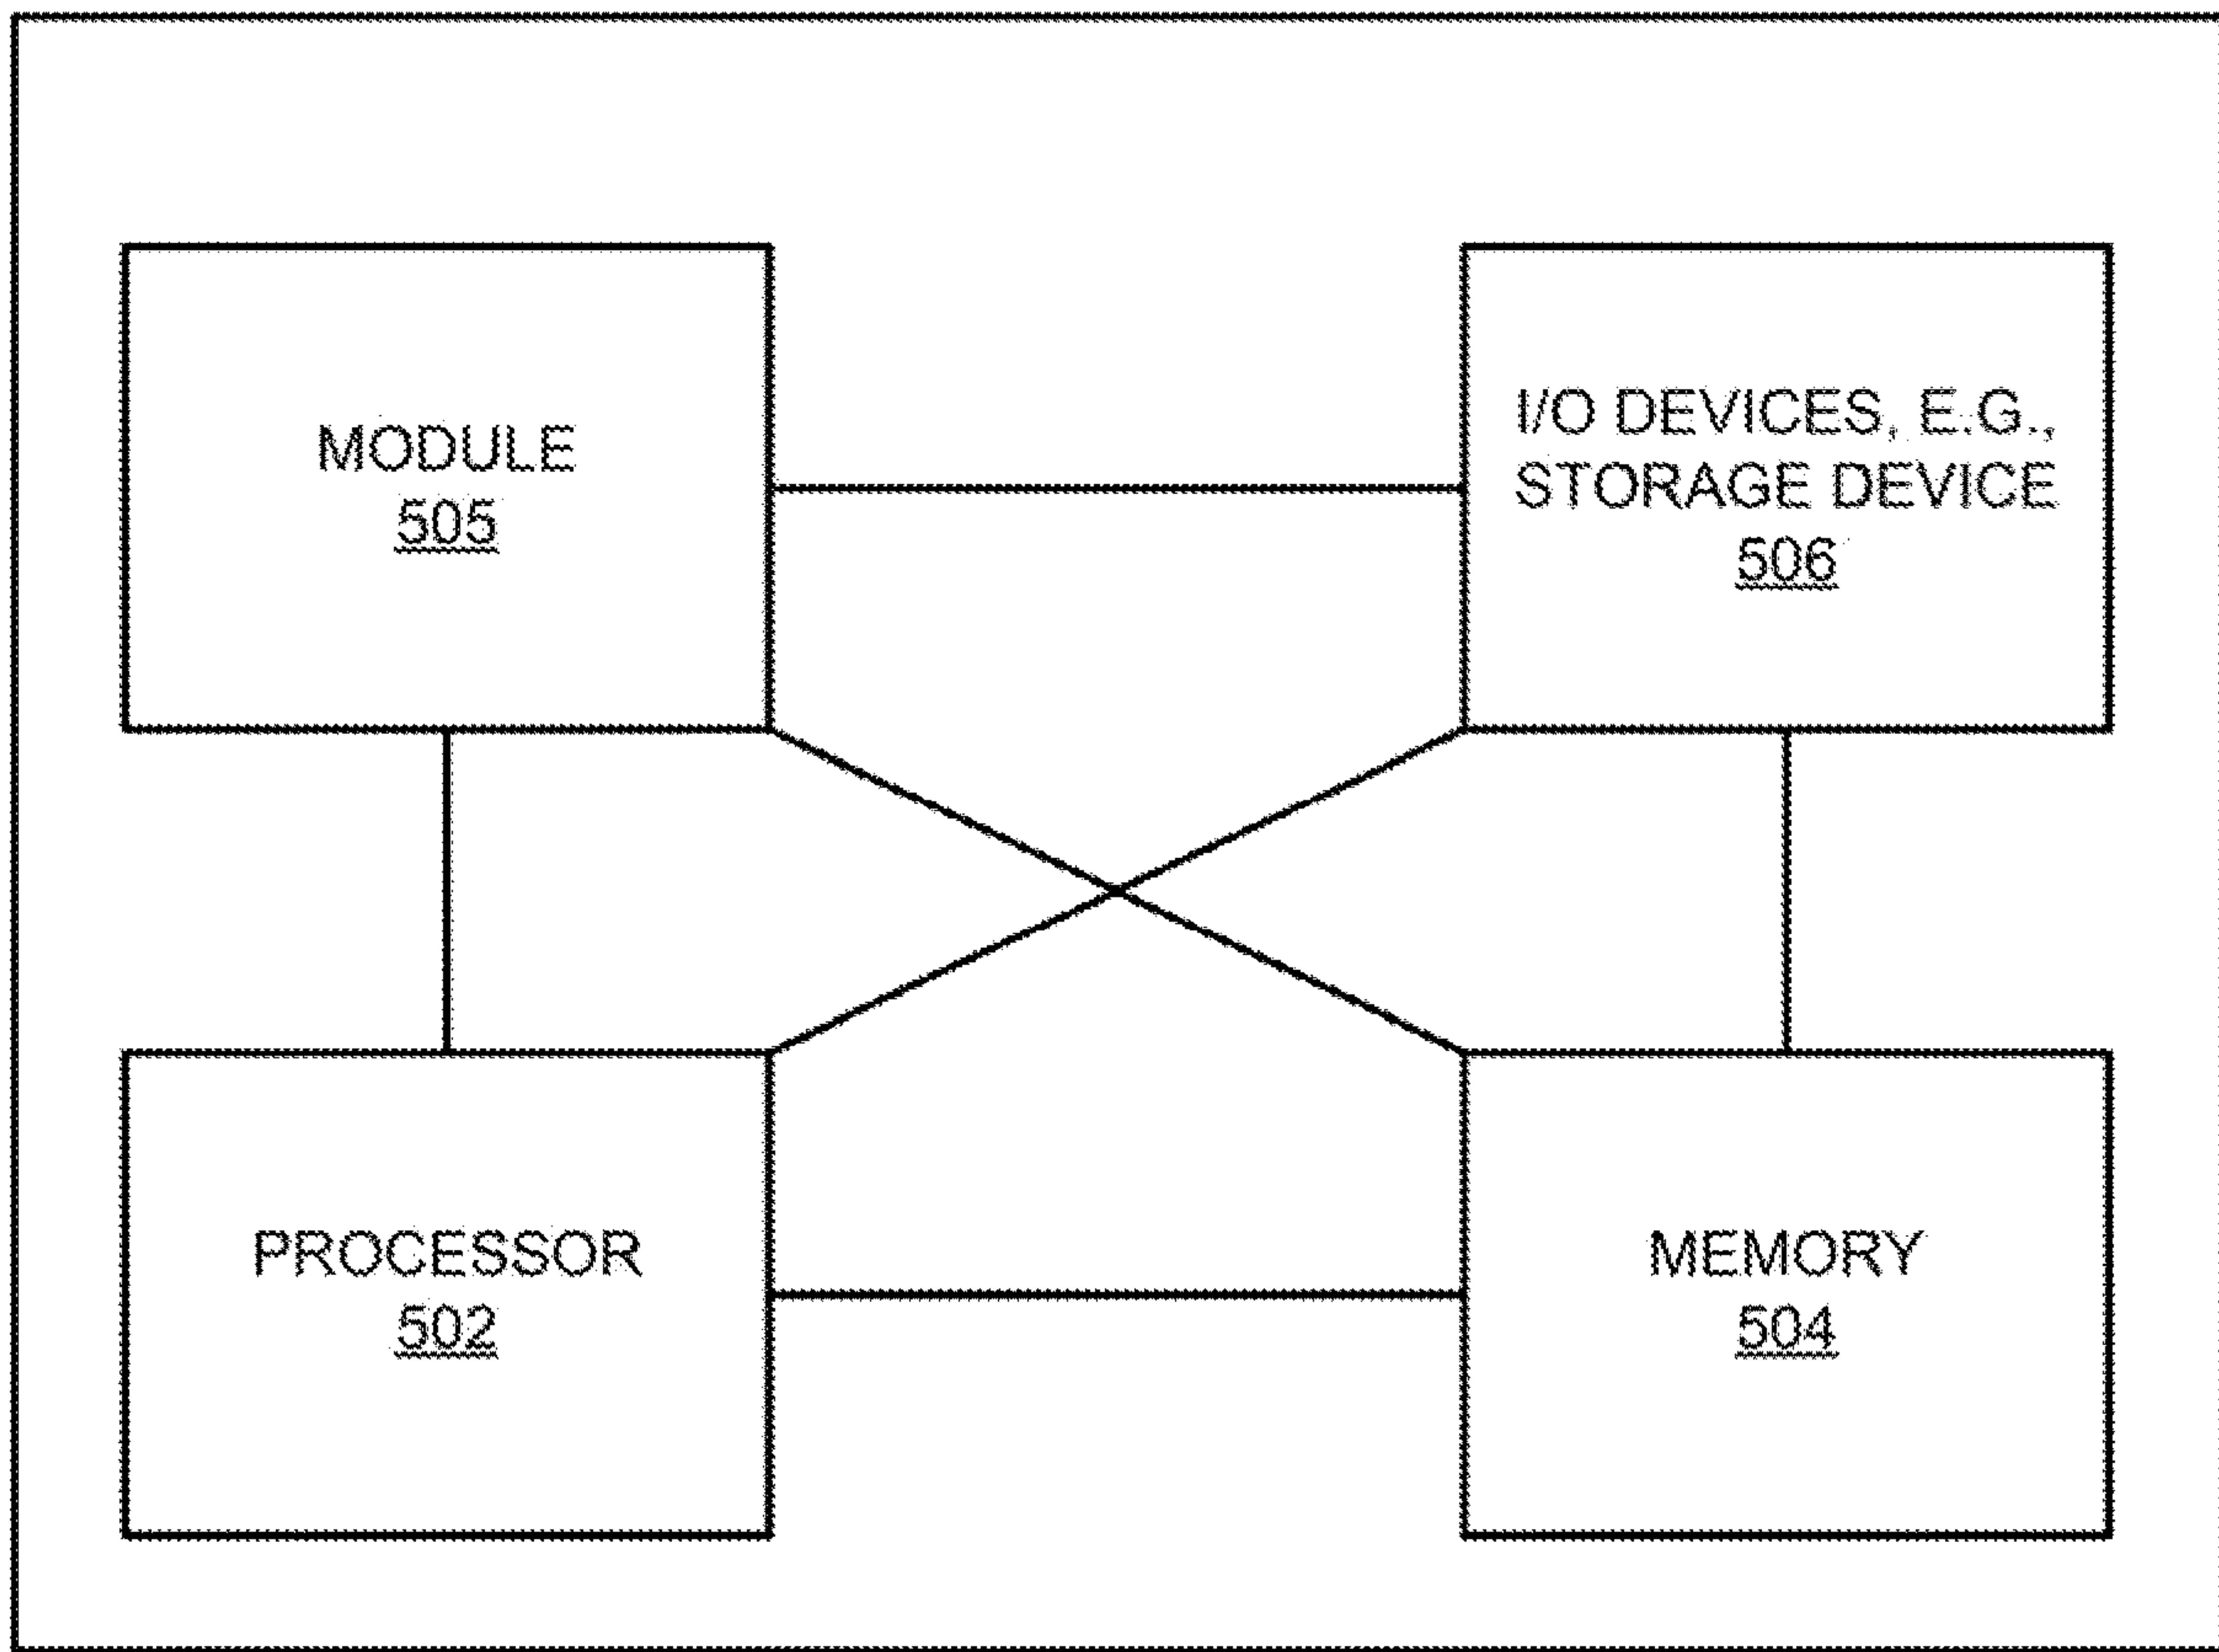 MODULE
505
I/O DEVICES, E.G.,
STORAGE DEVICE
506
PROCESSOR
502
MEMORY
504